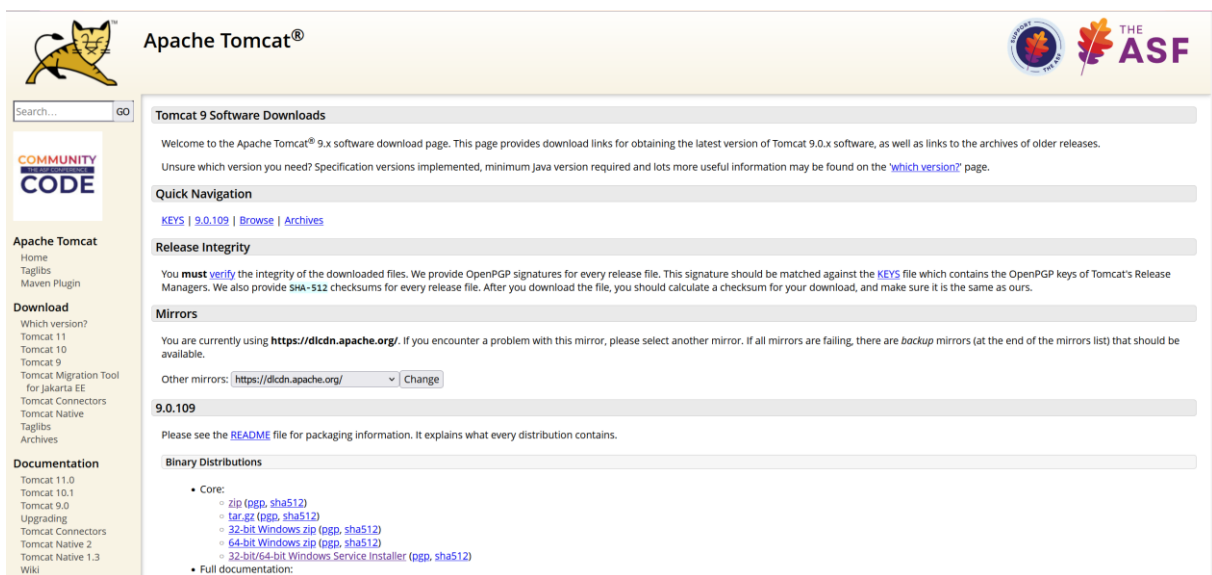 TM
Apache Tomcat®
SUPPORT
THE ASF
THE
ASF
Search... GO
COMMUNITY
THE ASF CONFERENCE
CODE
Apache Tomcat
Home
Taglibs
Maven Plugin
Download
Which version?
Tomcat 11
Tomcat 10
Tomcat 9
Tomcat Migration Tool
for Jakarta EE
Tomcat Connectors
Tomcat Native
Taglibs
Archives
Documentation
Tomcat 11.0
Tomcat 10.1
Tomcat 9.0
Upgrading
Tomcat Connectors
Tomcat Native 2
Tomcat Native 1.3
Wiki
Tomcat 9 Software Downloads
Welcome to the Apache Tomcat® 9.x software download page. This page provides download links for obtaining the latest version of Tomcat 9.0.x software, as well as links to the archives of older releases.
Unsure which version you need? Specification versions implemented, minimum Java version required and lots more useful information may be found on the 'which version?' page.
Quick Navigation
KEYS | 9.0.109 | Browse | Archives
Release Integrity
You must verify the integrity of the downloaded files. We provide OpenPGP signatures for every release file. This signature should be matched against the KEYS file which contains the OpenPGP keys of Tomcat's Release
Managers. We also provide SHA-512 checksums for every release file. After you download the file, you should calculate a checksum for your download, and make sure it is the same as ours.
Mirrors
You are currently using https://dlcdn.apache.org/. If you encounter a problem with this mirror, please select another mirror. If all mirrors are failing, there are backup mirrors (at the end of the mirrors list) that should be
available.
Other mirrors: https://dlcdn.apache.org/ Change
9.0.109
Please see the README file for packaging information. It explains what every distribution contains.
Binary Distributions
• Core:
◦ zip (pgp, sha512)
◦ tar.gz (pgp, sha512)
◦ 32-bit Windows zip (pgp, sha512)
◦ 64-bit Windows zip (pgp, sha512)
◦ 32-bit/64-bit Windows Service Installer (pgp, sha512)
• Full documentation: